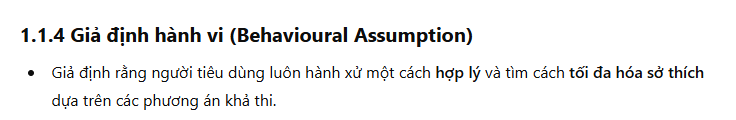 1.1.4 Giả định hành vi (Behavioural Assumption)
• Giả định rằng người tiêu dùng luôn hành xử một cách hợp lý và tìm cách tối đa hóa sở thích
dựa trên các phương án khả thi.